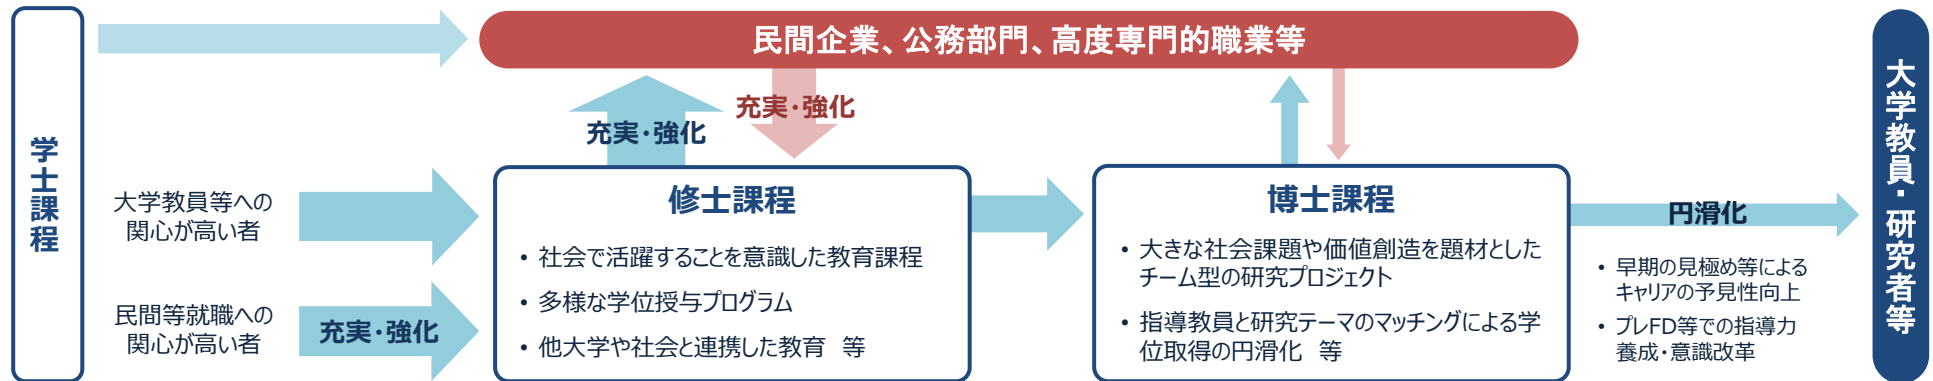 学士課程
民間企業、公務部門、高度専門的職業等
充実・強化
充実・強化
大学教員等への
関心が高い者
民間等就職への
関心が高い者
充実・強化
修士課程
• 社会で活躍することを意識した教育課程
• 多様な学位授与プログラム
• 他大学や社会と連携した教育　等
博士課程
• 大きな社会課題や価値創造を題材とした
チーム型の研究プロジェクト
• 指導教員と研究テーマのマッチングによる学
位取得の円滑化　等
円滑化
• 早期の見極め等による
キャリアの予見性向上
• プレFD等での指導力
養成・意識改革
大学教員・研究者等